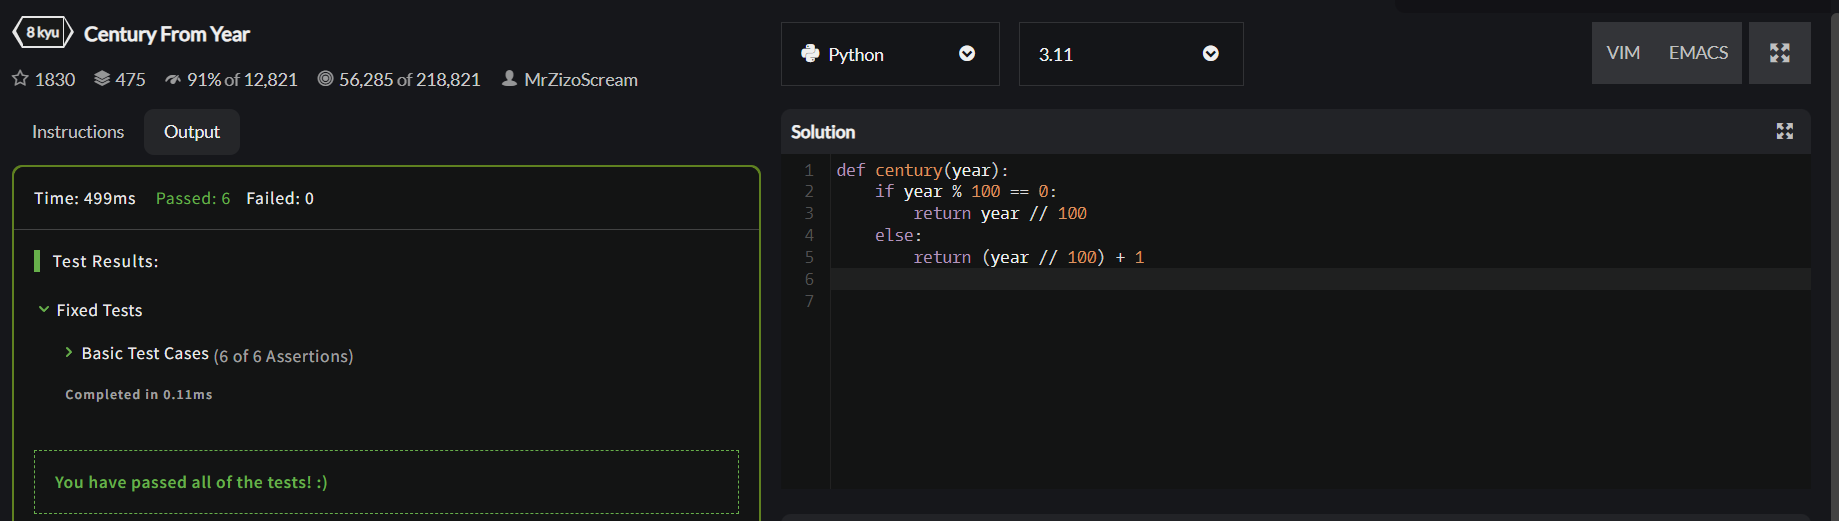 8 kyu Century From Year
1830 475 91% of 12,821 56,285 of 218,821 MrZizoScream
Instructions Output
Time: 499ms Passed: 6 Failed: 0
Test Results:
Fixed Tests
Basic Test Cases (6 of 6 Assertions)
Completed in 0.11ms
You have passed all of the tests! :)
Python 3.11 VIM EMACS
Solution
1 def century(year):
2     if year % 100 == 0:
3         return year // 100
4     else:
5         return (year // 100) + 1
6
7